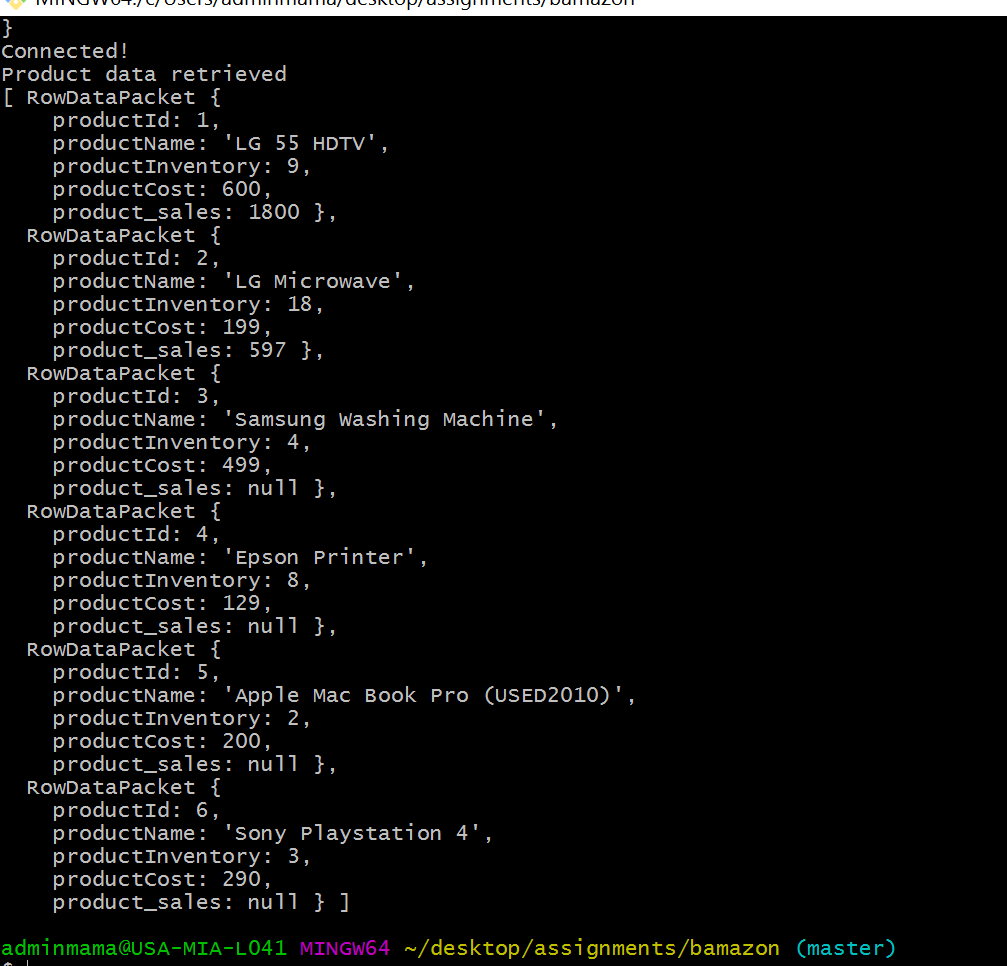 MINGW64:/c/Users/adminmama/desktop/assignments/bamazon
}
Connected!
Product data retrieved
[ RowDataPacket {
    productId: 1,
    productName: 'LG 55 HDTV',
    productInventory: 9,
    productCost: 600,
    product_sales: 1800 },
  RowDataPacket {
    productId: 2,
    productName: 'LG Microwave',
    productInventory: 18,
    productCost: 199,
    product_sales: 597 },
  RowDataPacket {
    productId: 3,
    productName: 'Samsung Washing Machine',
    productInventory: 4,
    productCost: 499,
    product_sales: null },
  RowDataPacket {
    productId: 4,
    productName: 'Epson Printer',
    productInventory: 8,
    productCost: 129,
    product_sales: null },
  RowDataPacket {
    productId: 5,
    productName: 'Apple Mac Book Pro (USED2010)',
    productInventory: 2,
    productCost: 200,
    product_sales: null },
  RowDataPacket {
    productId: 6,
    productName: 'Sony Playstation 4',
    productInventory: 3,
    productCost: 290,
    product_sales: null } ]
adminmama@USA-MIA-L041 MINGW64 ~/desktop/assignments/bamazon (master)
$